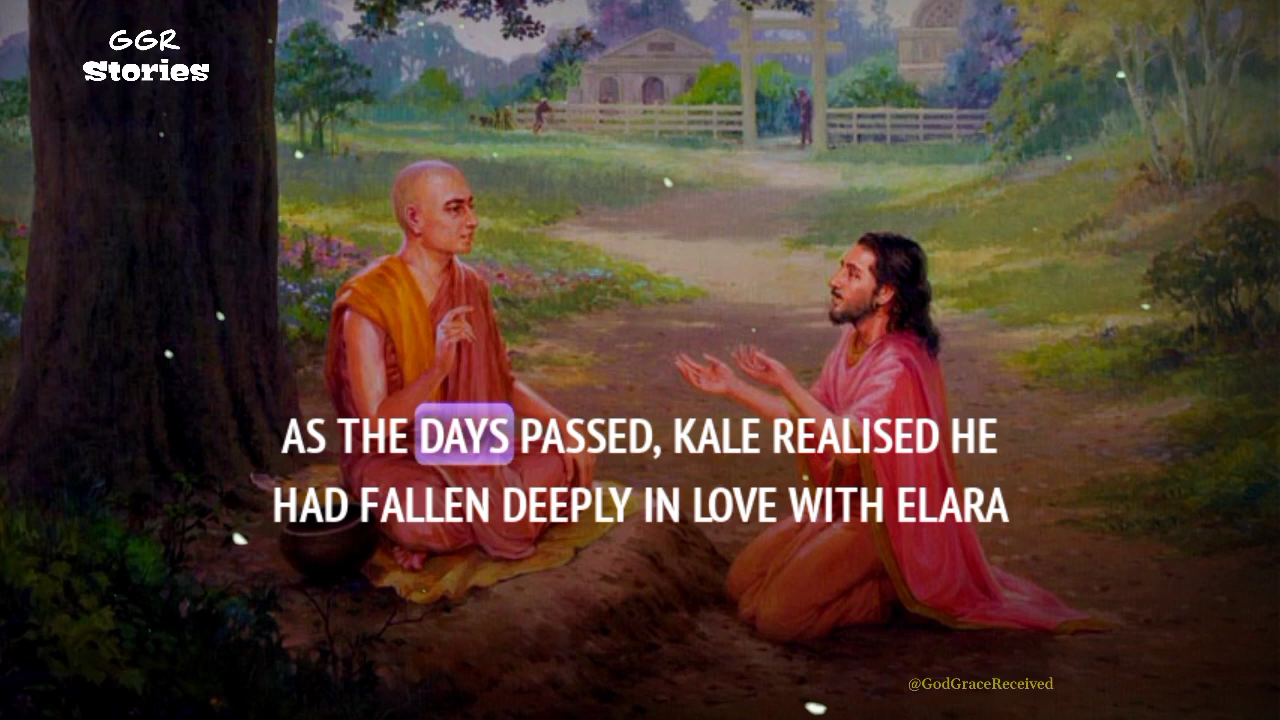 GGR
Stories
AS THE DAYS PASSED, KALE REALISED HE
HAD FALLEN DEEPLY IN LOVE WITH ELARA
@GodGraceReceived